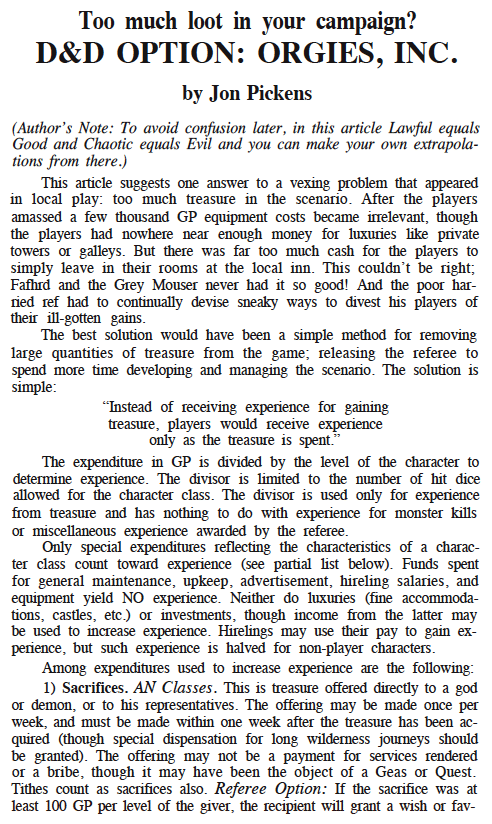 Too much loot in your campaign?
D&D OPTION: ORGIES, INC.
by Jon Pickens
(Author's Note: To avoid confusion later, in this article Lawful equals
Good and Chaotic equals Evil and you can make your own extrapola-
tions from there.)
This article suggests one answer to a vexing problem that appeared
in local play: too much treasure in the scenario. After the players
amassed a few thousand GP equipment costs became irrelevant, though
the players had nowhere near enough money for luxuries like private
towers or galleys. But there was far too much cash for the players to
simply leave in their rooms at the local inn. This couldn't be right;
Fafhrd and the Grey Mouser never had it so good! And the poor har-
ried ref had to continually devise sneaky ways to divest his players of
their ill-gotten gains.
The best solution would have been a simple method for removing
large quantities of treasure from the game; releasing the referee to
spend more time developing and managing the scenario. The solution is
simple:
“Instead of receiving experience for gaining
treasure, players would receive experience
only as the treasure is spent.”
The expenditure in GP is divided by the level of the character to
determine experience. The divisor is limited to the number of hit dice
allowed for the character class. The divisor is used only for experience
from treasure and has nothing to do with experience for monster kills
or miscellaneous experience awarded by the referee.
Only special expenditures reflecting the characteristics of a charac-
ter class count toward experience (see partial list below). Funds spent
for general maintenance, upkeep, advertisement, hireling salaries, and
equipment yield NO experience. Neither do luxuries (fine accommoda-
tions, castles, etc.) or investments, though income from the latter may
be used to increase experience. Hirelings may use their pay to gain ex-
perience, but such experience is halved for non-player characters.
Among expenditures used to increase experience are the following:
1) Sacrifices. AN Classes. This is treasure offered directly to a god
or demon, or to his representatives. The offering may be made once per
week, and must be made within one week after the treasure has been ac-
quired (though special dispensation for long wilderness journeys should
be granted). The offering may not be a payment for services rendered
or a bribe, though it may have been the object of a Geas or Quest.
Tithes count as sacrifices also. Referee Option: If the sacrifice was at
least 100 GP per level of the giver, the recipient will grant a wish or fav-